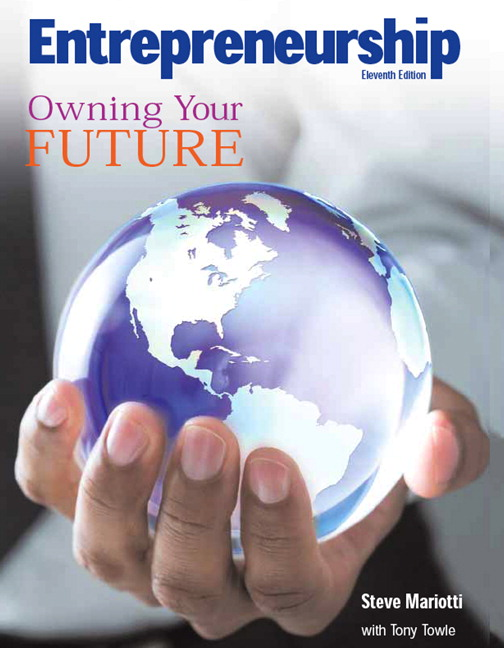 Entrepreneurship
Eleventh Edition
Owning Your
FUTURE
Steve Mariotti
with Tony Towle